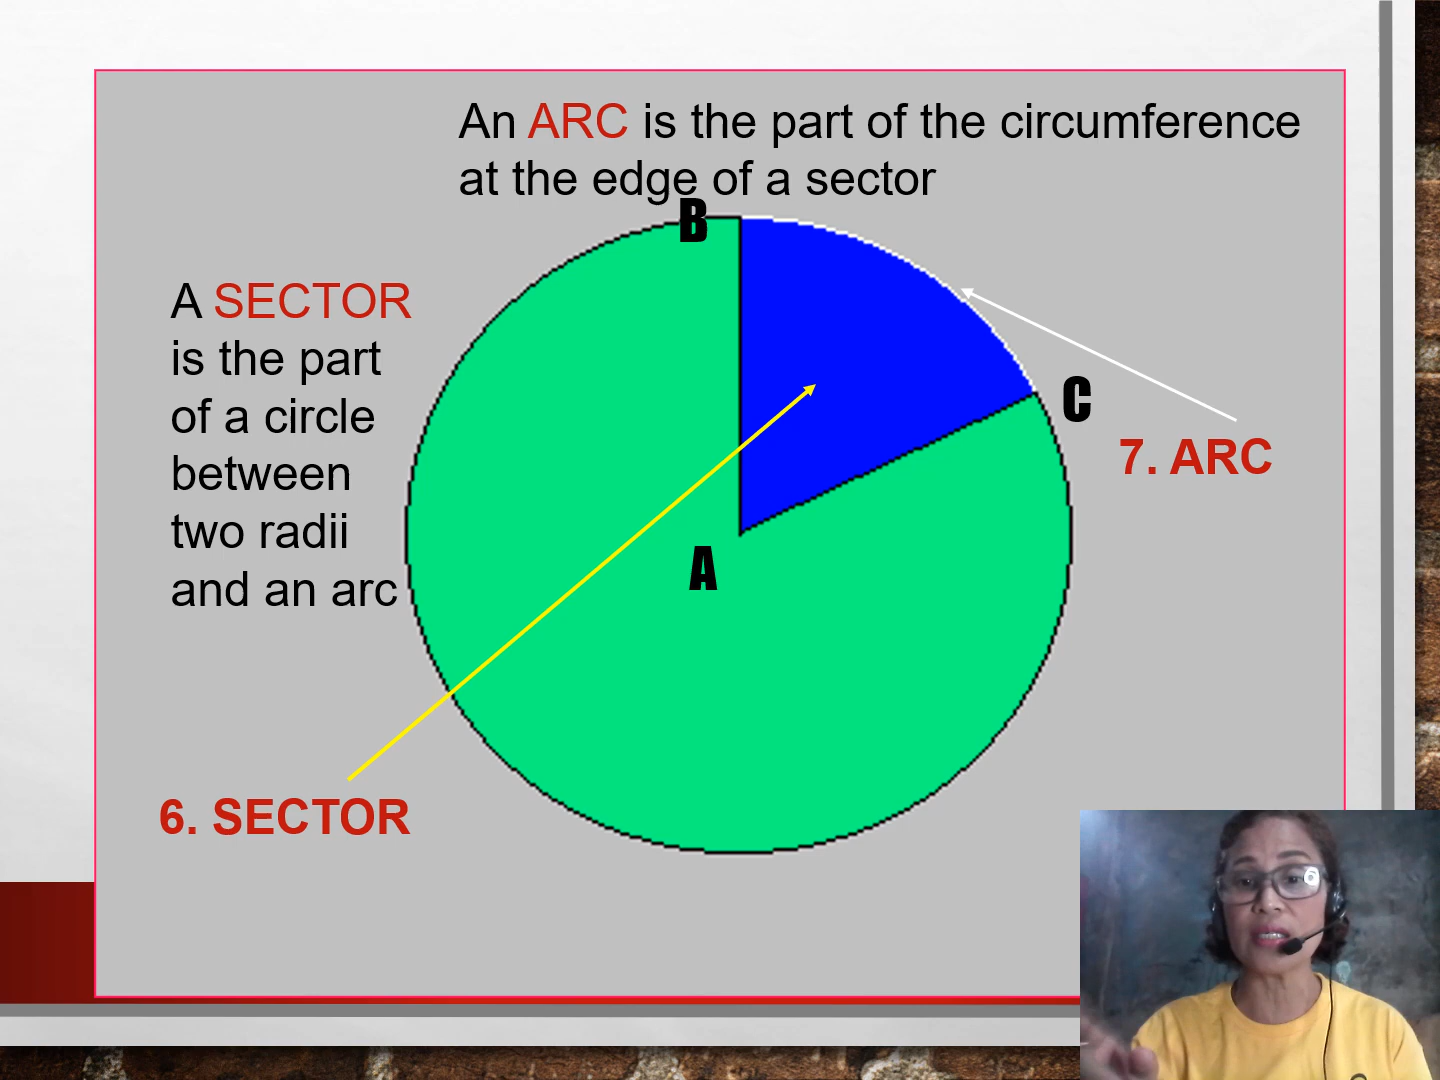 An ARC is the part of the circumference
at the edge of a sector
B
A SECTOR
is the part
of a circle
between
two radii
and an arc
C
7. ARC
A
6. SECTOR